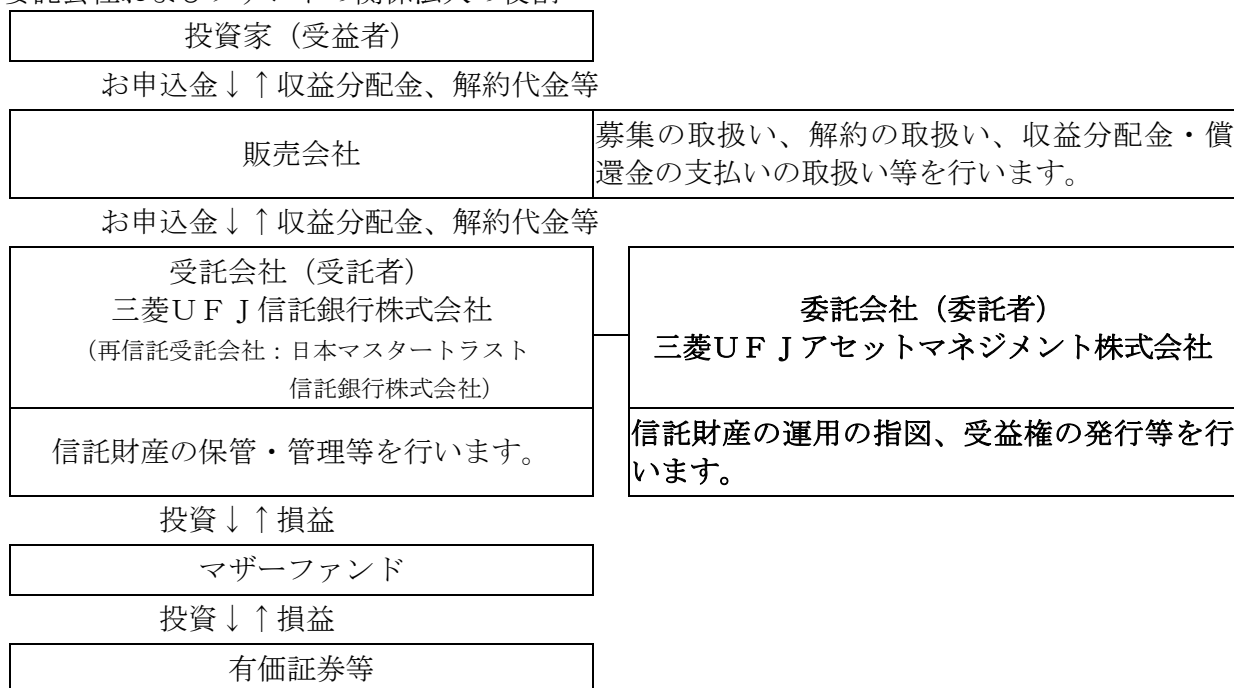 投資家（受益者）
お申込金↓↑収益分配金、解約代金等
販売会社
募集の取扱い、解約の取扱い、収益分配金・償
還金の支払いの取扱い等を行います。
お申込金↓↑収益分配金、解約代金等
受託会社（受託者）
三菱ＵＦＪ信託銀行株式会社
（再信託受託会社：日本マスタートラスト
信託銀行株式会社）
委託会社（委託者）
三菱ＵＦＪアセットマネジメント株式会社
信託財産の保管・管理等を行います。
信託財産の運用の指図、受益権の発行等を行
います。
投資↓↑損益
マザーファンド
投資↓↑損益
有価証券等